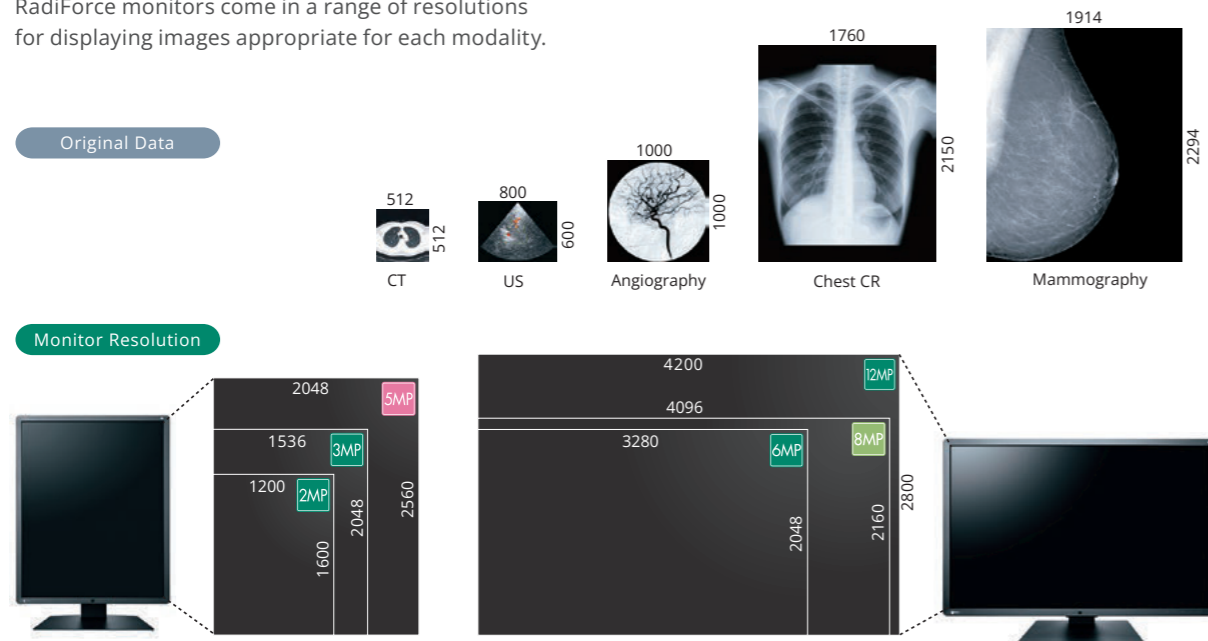 RadiForce monitors come in a range of resolutions
for displaying images appropriate for each modality.
Original Data
512
512
CT
800
600
US
1000
1000
Angiography
1760
2150
Chest CR
1914
2294
Mammography
Monitor Resolution
2048
5MP
2560
1536
3MP
2048
1200
2MP
1600
4200
12MP
2800
4096
8MP
2160
3280
6MP
2048